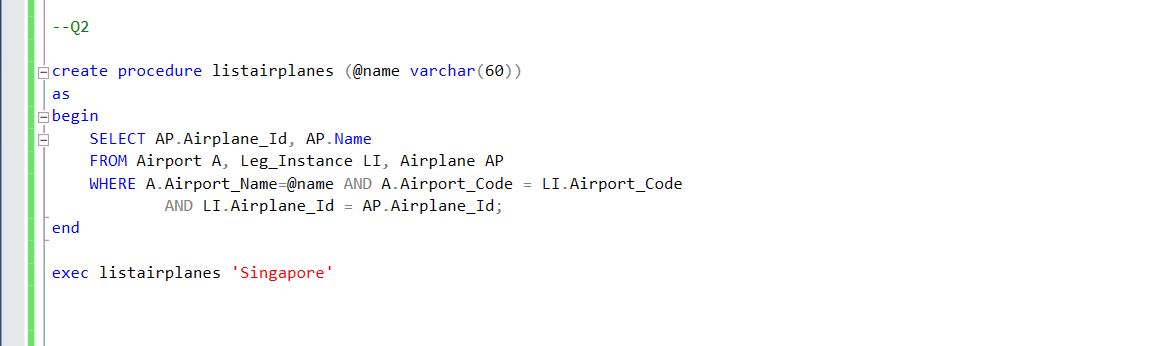 --Q2
create procedure listairplanes (@name varchar(60))
as
begin
SELECT AP.Airplane_Id, AP.Name
FROM Airport A, Leg_Instance LI, Airplane AP
WHERE A.Airport_Name=@name AND A.Airport_Code = LI.Airport_Code
AND LI.Airplane_Id = AP.Airplane_Id;
end
exec listairplanes 'Singapore'